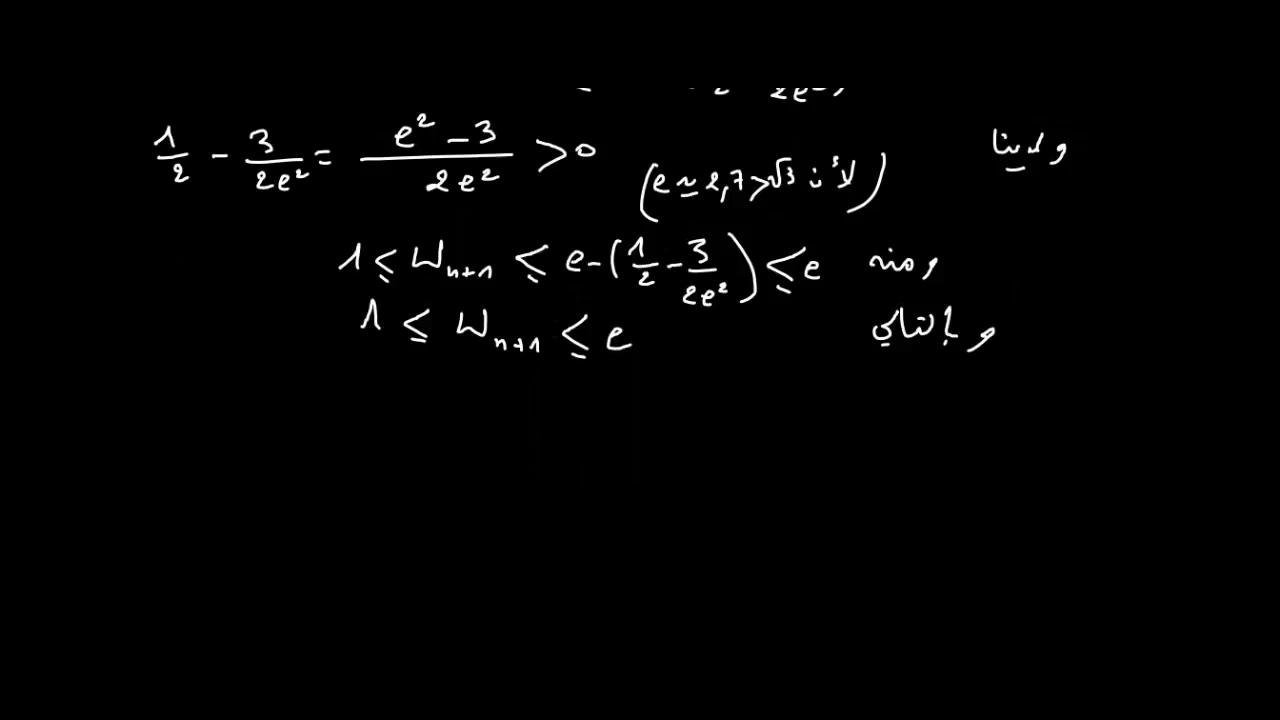 ولدينا 1/2 - 3/2e² = (e² - 3)/2e² > 0 (لأن e ≃ 2,7 > √3)
ومنه 1 ≤ W_{n+1} ≤ e - (1/2 - 3/2e²) ≤ e
وبالتالي 1 ≤ W_{n+1} ≤ e